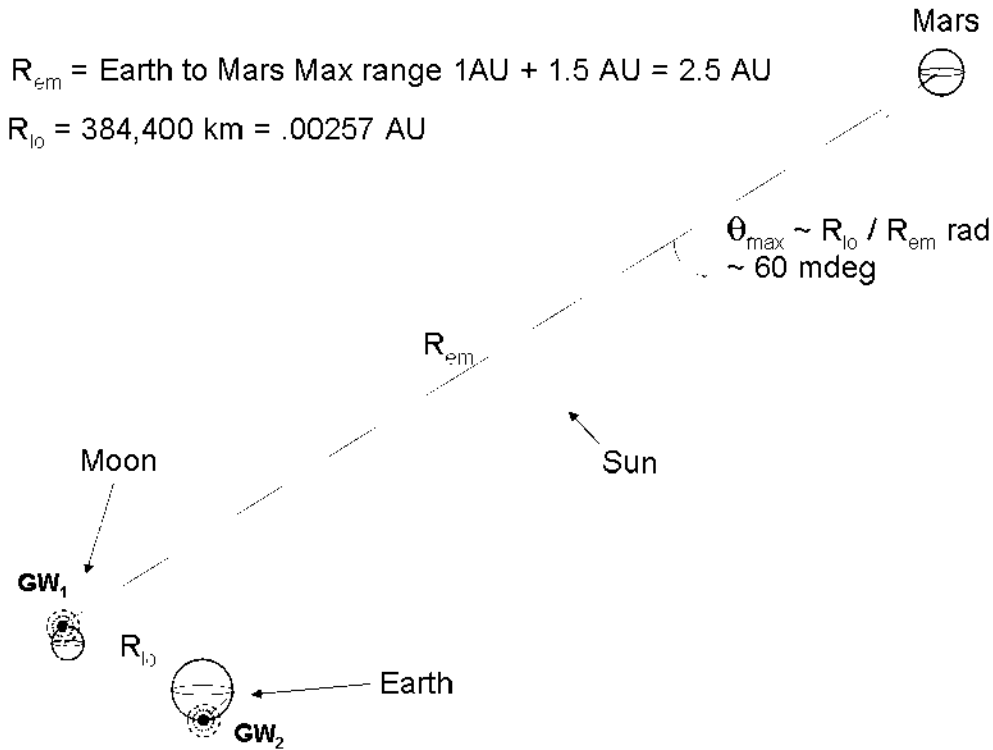 Mars
R_em = Earth to Mars Max range 1AU + 1.5 AU = 2.5 AU
R_lo = 384,400 km = .00257 AU
θ_max ~ R_lo / R_em rad
~ 60 mdeg
R_em
Sun
Moon
GW_1
R_lo
Earth
GW_2